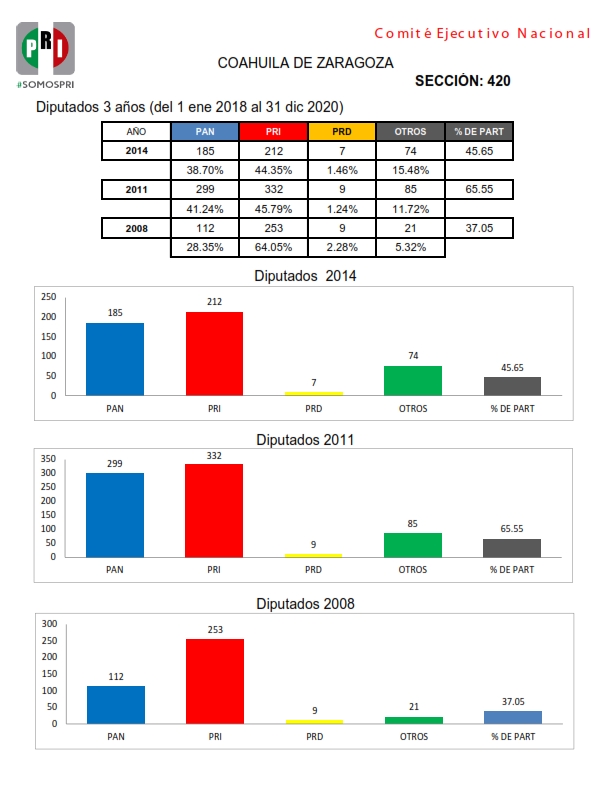 Comité Ejecutivo Nacional
PRI
#SOMOSPRI
COAHUILA DE ZARAGOZA
SECCIÓN: 420
Diputados 3 años (del 1 ene 2018 al 31 dic 2020)
AÑO PAN PRI PRD OTROS % DE PART
2014 185 212 7 74 45.65
38.70% 44.35% 1.46% 15.48%
2011 299 332 9 85 65.55
41.24% 45.79% 1.24% 11.72%
2008 112 253 9 21 37.05
28.35% 64.05% 2.28% 5.32%
Diputados 2014
250
200
150
100
50
0
185 212 7 74 45.65
PAN PRI PRD OTROS % DE PART
Diputados 2011
350
300
250
200
150
100
50
0
299 332 9 85 65.55
PAN PRI PRD OTROS % DE PART
Diputados 2008
300
250
200
150
100
50
0
112 253 9 21 37.05
PAN PRI PRD OTROS % DE PART